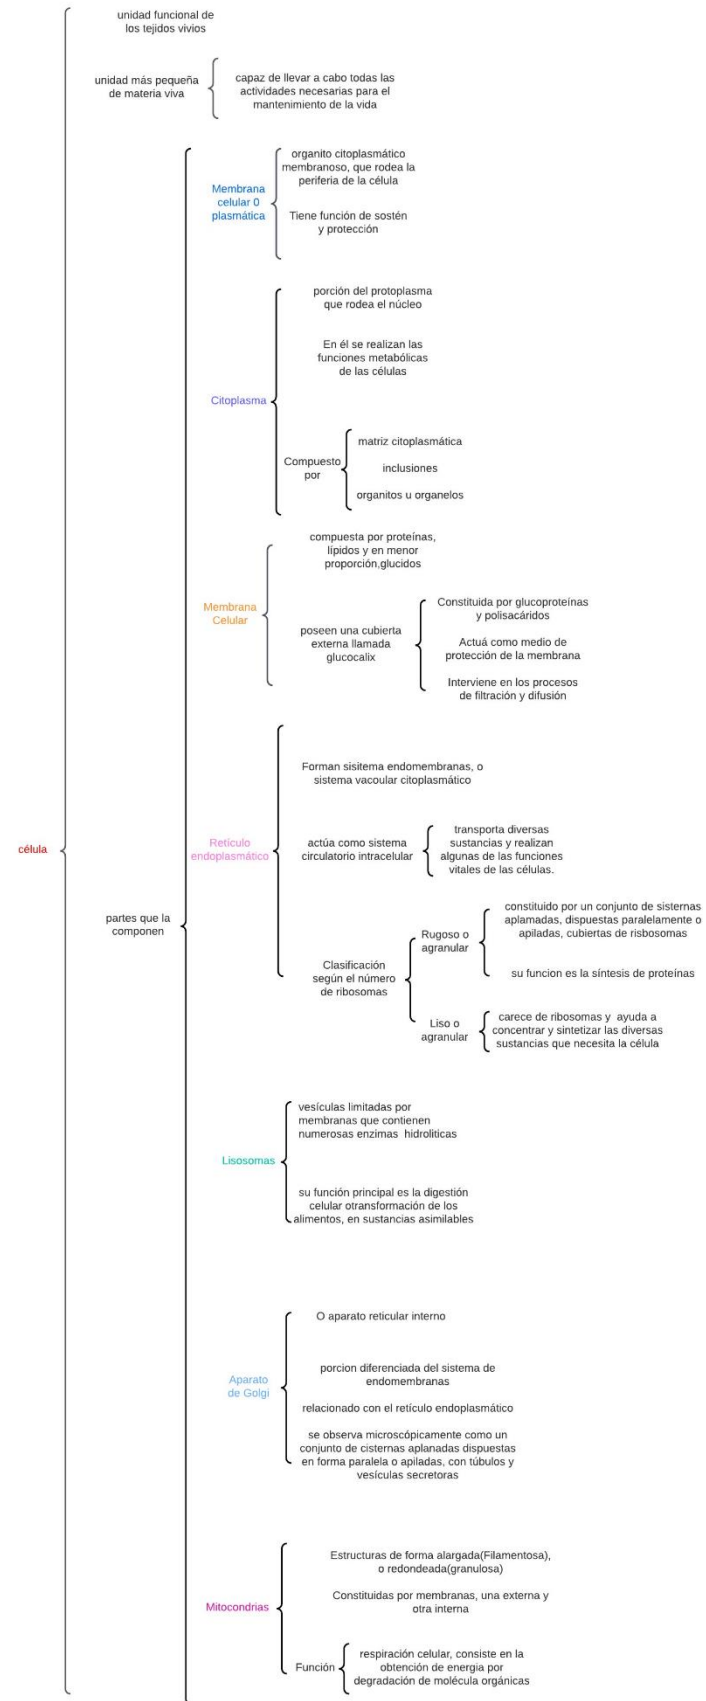 unidad funcional de
los tejidos vivios
unidad más pequeña
de materia viva
capaz de llevar a cabo todas las
actividades necesarias para el
mantenimiento de la vida
organito citoplasmático
membranoso, que rodea la
periferia de la célula
Membrana
celular 0
plasmática
Tiene función de sostén
y protección
porción del protoplasma
que rodea el núcleo
En él se realizan las
funciones metabólicas
de las células
Citoplasma
Compuesto
por
matriz citoplasmática
inclusiones
organitos u organelos
compuesta por proteínas,
lípidos y en menor
proporción,glucidos
Membrana
Celular
poseen una cubierta
externa llamada
glucocalix
Constituida por glucoproteínas
y polisacáridos
Actuá como medio de
protección de la membrana
Interviene en los procesos
de filtración y difusión
Forman sisitema endomembranas, o
sistema vacoular citoplasmático
célula
Retículo
endoplasmático
actúa como sistema
circulatorio intracelular
transporta diversas
sustancias y realizan
algunas de las funciones
vitales de las células.
partes que la
componen
Clasificación
según el número
de ribosomas
Rugoso o
agranular
constituido por un conjunto de sisternas
aplamadas, dispuestas paralelamente o
apiladas, cubiertas de risbosomas
su funcion es la síntesis de proteínas
Liso o
agranular
carece de ribosomas y ayuda a
concentrar y sintetizar las diversas
sustancias que necesita la célula
vesículas limitadas por
membranas que contienen
numerosas enzimas hidroliticas
Lisosomas
su función principal es la digestión
celular otransformación de los
alimentos, en sustancias asimilables
O aparato reticular interno
Aparato
de Golgi
porcion diferenciada del sistema de
endomembranas
relacionado con el retículo endoplasmático
se observa microscópicamente como un
conjunto de cisternas aplanadas dispuestas
en forma paralela o apiladas, con túbulos y
vesículas secretoras
Estructuras de forma alargada(Filamentosa),
o redondeada(granulosa)
Mitocondrias
Constituidas por membranas, una externa y
otra interna
Función
respiración celular, consiste en la
obtención de energia por
degradación de molécula orgánicas